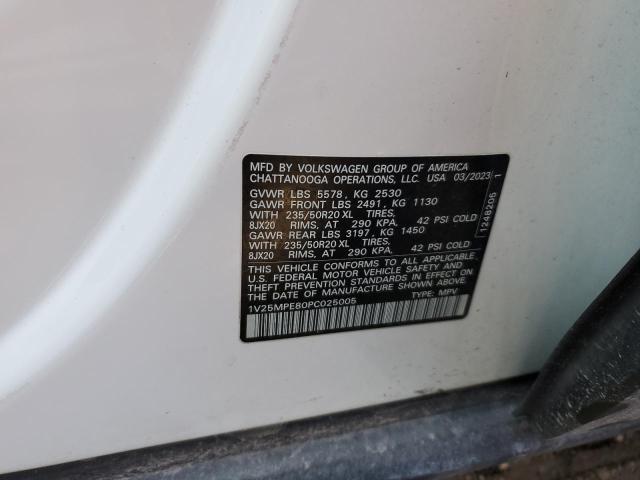 MFD BY VOLKSWAGEN GROUP OF AMERICA
CHATTANOOGA OPERATIONS, LLC. USA 03/2023
GVWR LBS 5578, KG 2530
GAWR FRONT LBS 2491, KG 1130
WITH 235/50R20 XL TIRES,
8JX20 RIMS, AT 290 KPA, 42 PSI COLD
GAWR REAR LBS 3197, KG 1450
WITH 235/50R20 XL TIRES,
8JX20 RIMS, AT 290 KPA, 42 PSI COLD
THIS VEHICLE CONFORMS TO ALL APPLICABLE
U.S. FEDERAL MOTOR VEHICLE SAFETY AND
THEFT PREVENTION STANDARDS IN EFFECT ON
THE DATE OF MANUFACTURE SHOWN ABOVE.
1V25MPE80PC025005 TYPE: MPV
1248206 1